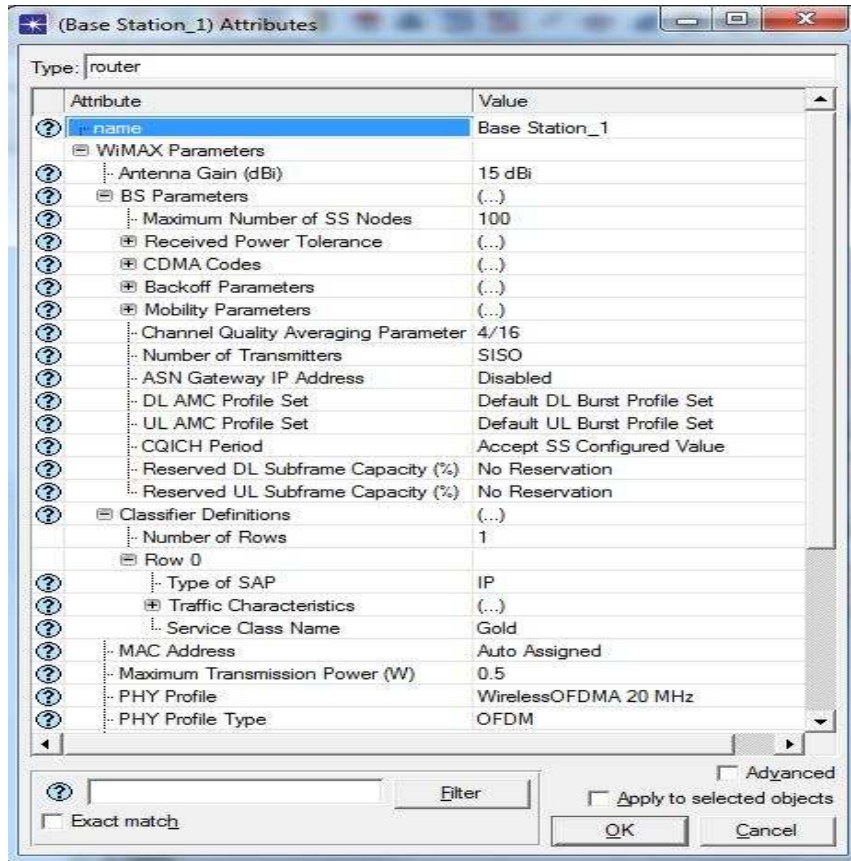 (Base Station_1) Attributes
Type: router
Attribute Value
name Base Station_1
WiMAX Parameters
Antenna Gain (dBi) 15 dBi
BS Parameters (...)
Maximum Number of SS Nodes 100
Received Power Tolerance (...)
CDMA Codes (...)
Backoff Parameters (...)
Mobility Parameters (...)
Channel Quality Averaging Parameter 4/16
Number of Transmitters SISO
ASN Gateway IP Address Disabled
DL AMC Profile Set Default DL Burst Profile Set
UL AMC Profile Set Default UL Burst Profile Set
CQICH Period Accept SS Configured Value
Reserved DL Subframe Capacity (%) No Reservation
Reserved UL Subframe Capacity (%) No Reservation
Classifier Definitions (...)
Number of Rows 1
Row 0
Type of SAP IP
Traffic Characteristics (...)
Service Class Name Gold
MAC Address Auto Assigned
Maximum Transmission Power (W) 0.5
PHY Profile WirelessOFDMA 20 MHz
PHY Profile Type OFDM
Advanced
Filter Apply to selected objects
Exact match OK Cancel